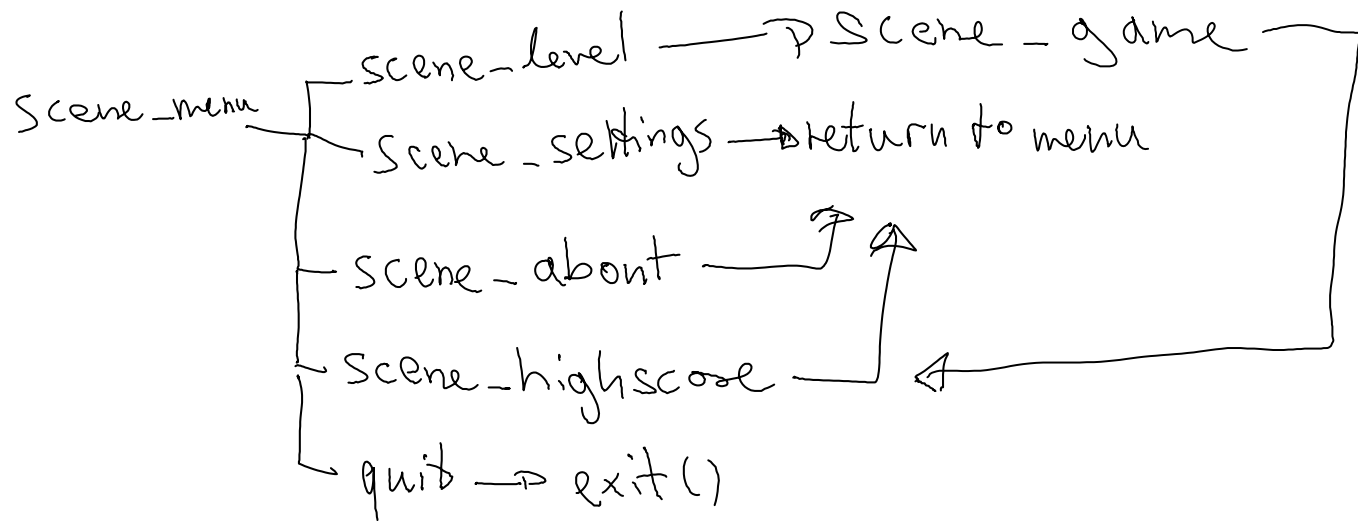 scene_level scene_game
scene_menu
scene_settings return to menu
scene_about
scene_highscore
quit exit()